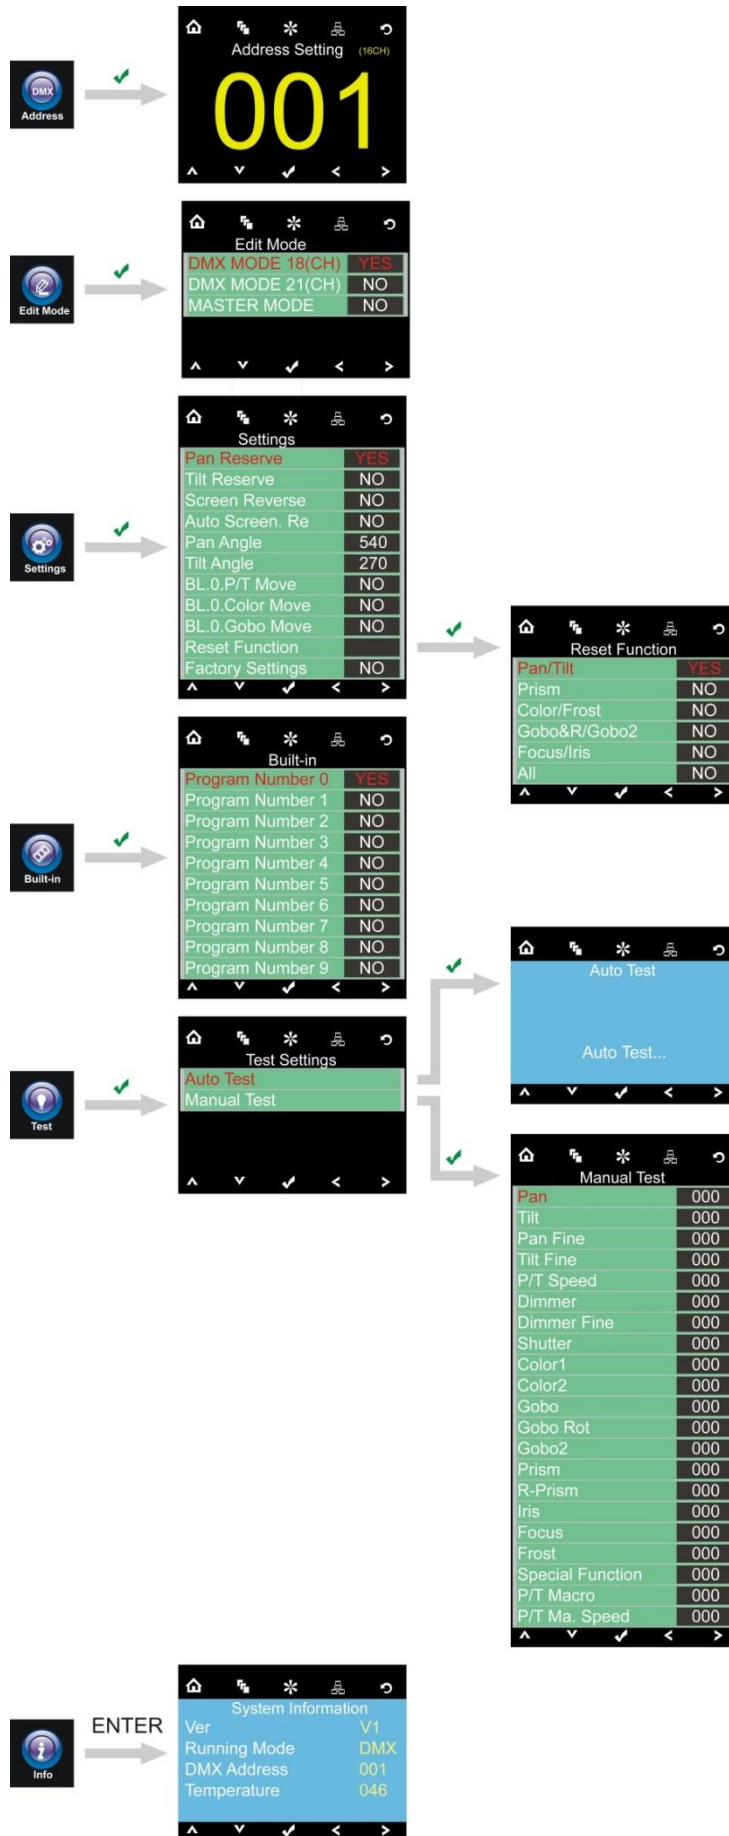 Address Setting (16CH)
DMX
Address
001
Edit Mode
DMX MODE 18(CH) YES
DMX MODE 21(CH) NO
MASTER MODE NO
Edit Mode
Settings
Pan Reserve YES
Tilt Reserve NO
Screen Reverse NO
Auto Screen. Re NO
Pan Angle 540
Tilt Angle 270
BL.0.P/T Move NO
BL.0.Color Move NO
BL.0.Gobo Move NO
Reset Function
Factory Settings NO
Settings
Reset Function
Pan/Tilt YES
Prism NO
Color/Frost NO
Gobo&R/Gobo2 NO
Focus/Iris NO
All NO
Built-in
Program Number 0 YES
Program Number 1 NO
Program Number 2 NO
Program Number 3 NO
Program Number 4 NO
Program Number 5 NO
Program Number 6 NO
Program Number 7 NO
Program Number 8 NO
Program Number 9 NO
Built-in
Test Settings
Auto Test
Manual Test
Test
Auto Test
Auto Test...
Manual Test
Pan 000
Tilt 000
Pan Fine 000
Tilt Fine 000
P/T Speed 000
Dimmer 000
Dimmer Fine 000
Shutter 000
Color1 000
Color2 000
Gobo 000
Gobo Rot 000
Gobo2 000
Prism 000
R-Prism 000
Iris 000
Focus 000
Frost 000
Special Function 000
P/T Macro 000
P/T Ma. Speed 000
System Information
Ver V1
Running Mode DMX
DMX Address 001
Temperature 046
ENTER
Info